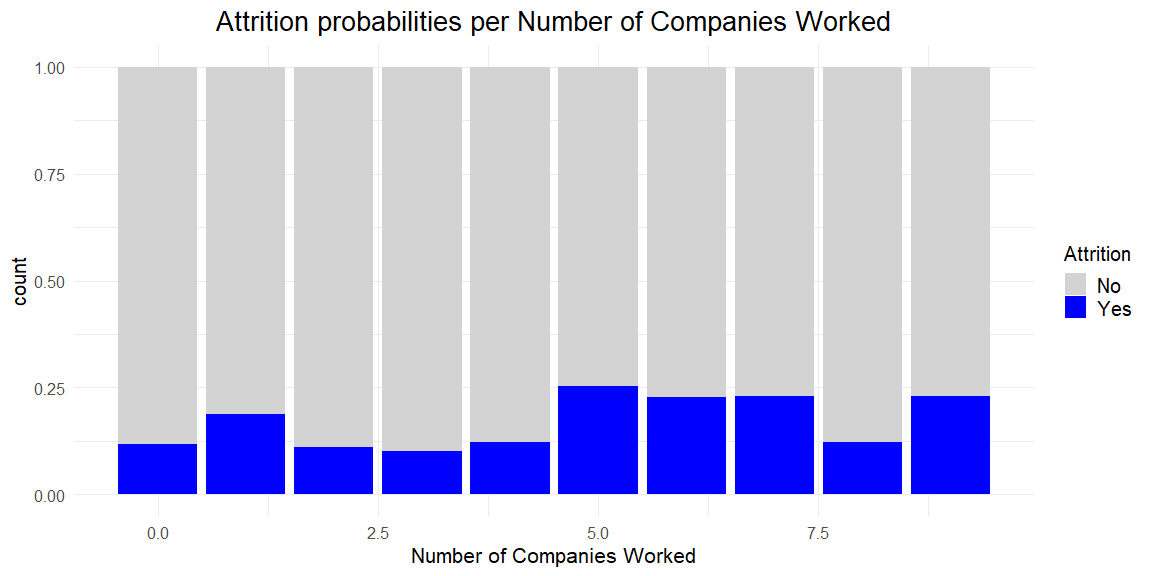 Attrition probabilities per Number of Companies Worked
1.00
0.75
0.50
0.25
0.00
count
0.0
2.5
5.0
7.5
Number of Companies Worked
Attrition
No
Yes